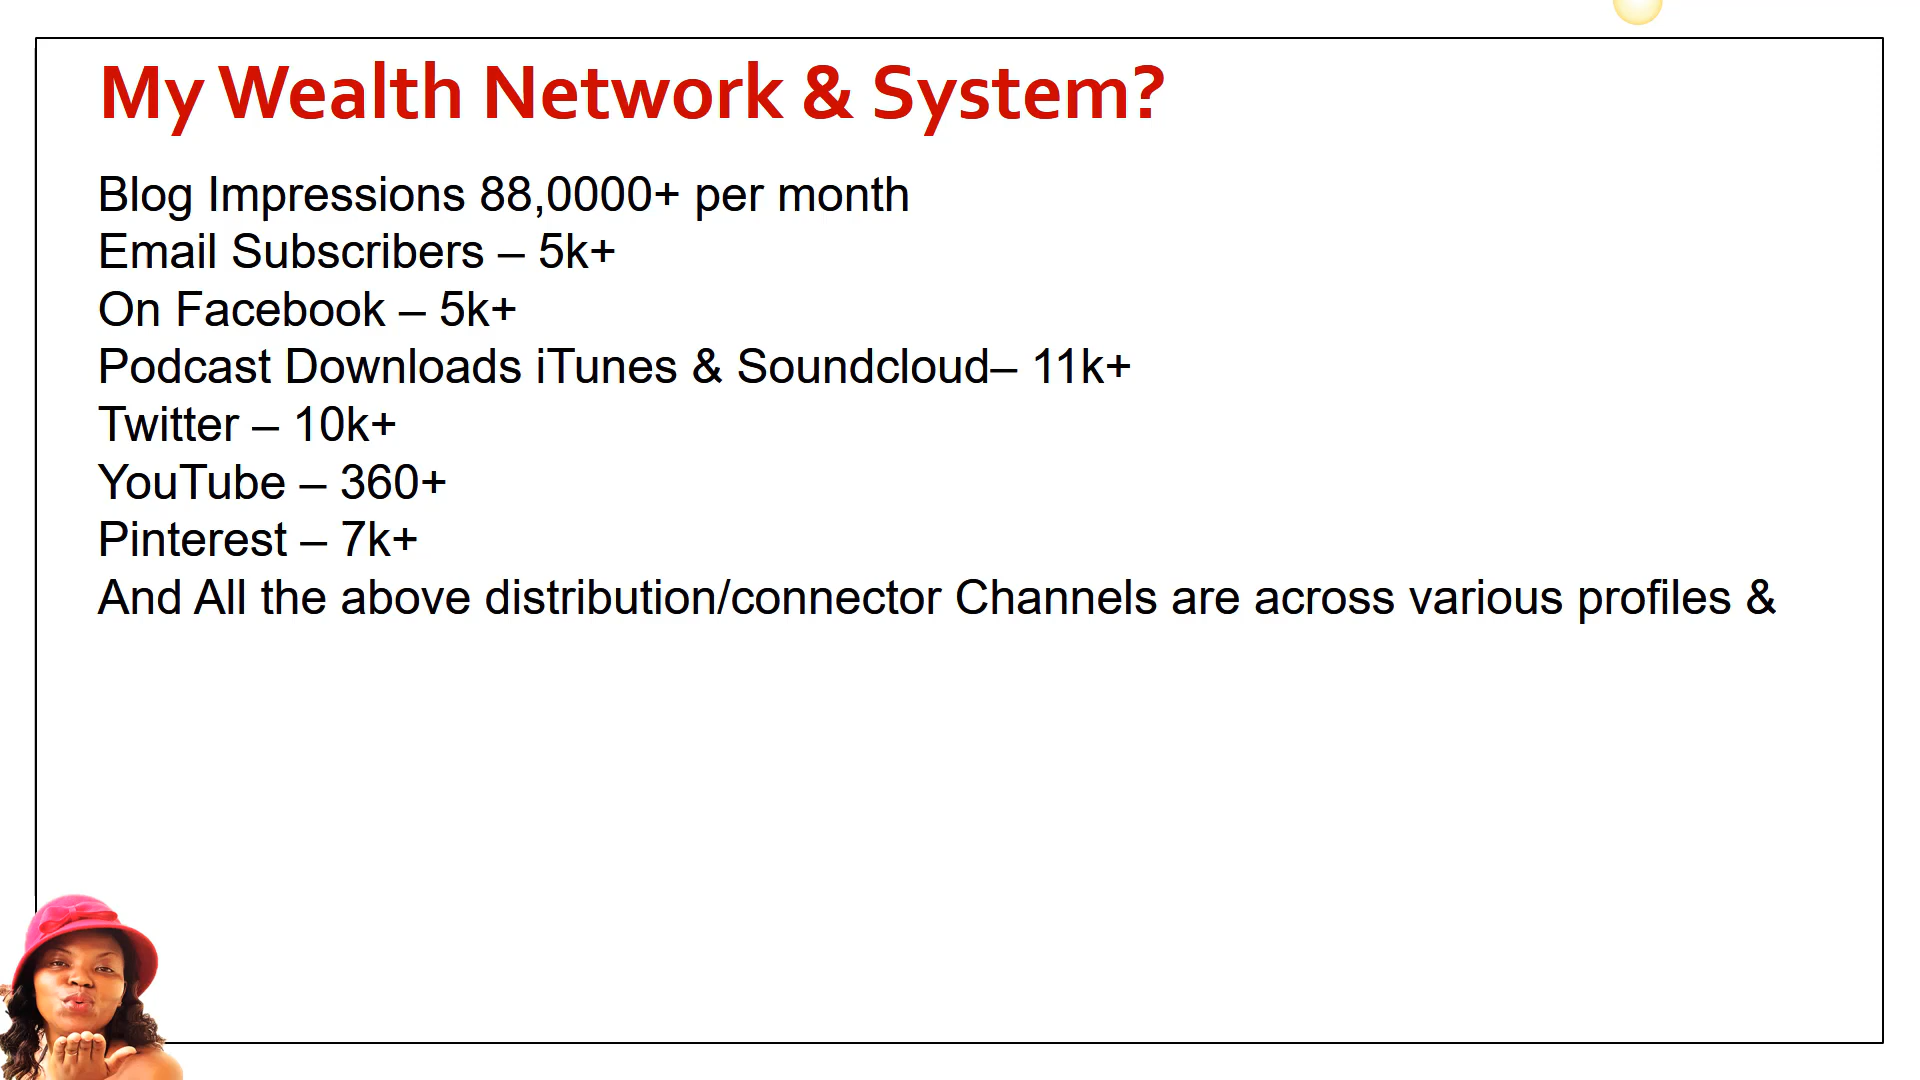 My Wealth Network & System?
Blog Impressions 88,0000+ per month
Email Subscribers – 5k+
On Facebook – 5k+
Podcast Downloads iTunes & Soundcloud– 11k+
Twitter – 10k+
YouTube – 360+
Pinterest – 7k+
And All the above distribution/connector Channels are across various profiles &